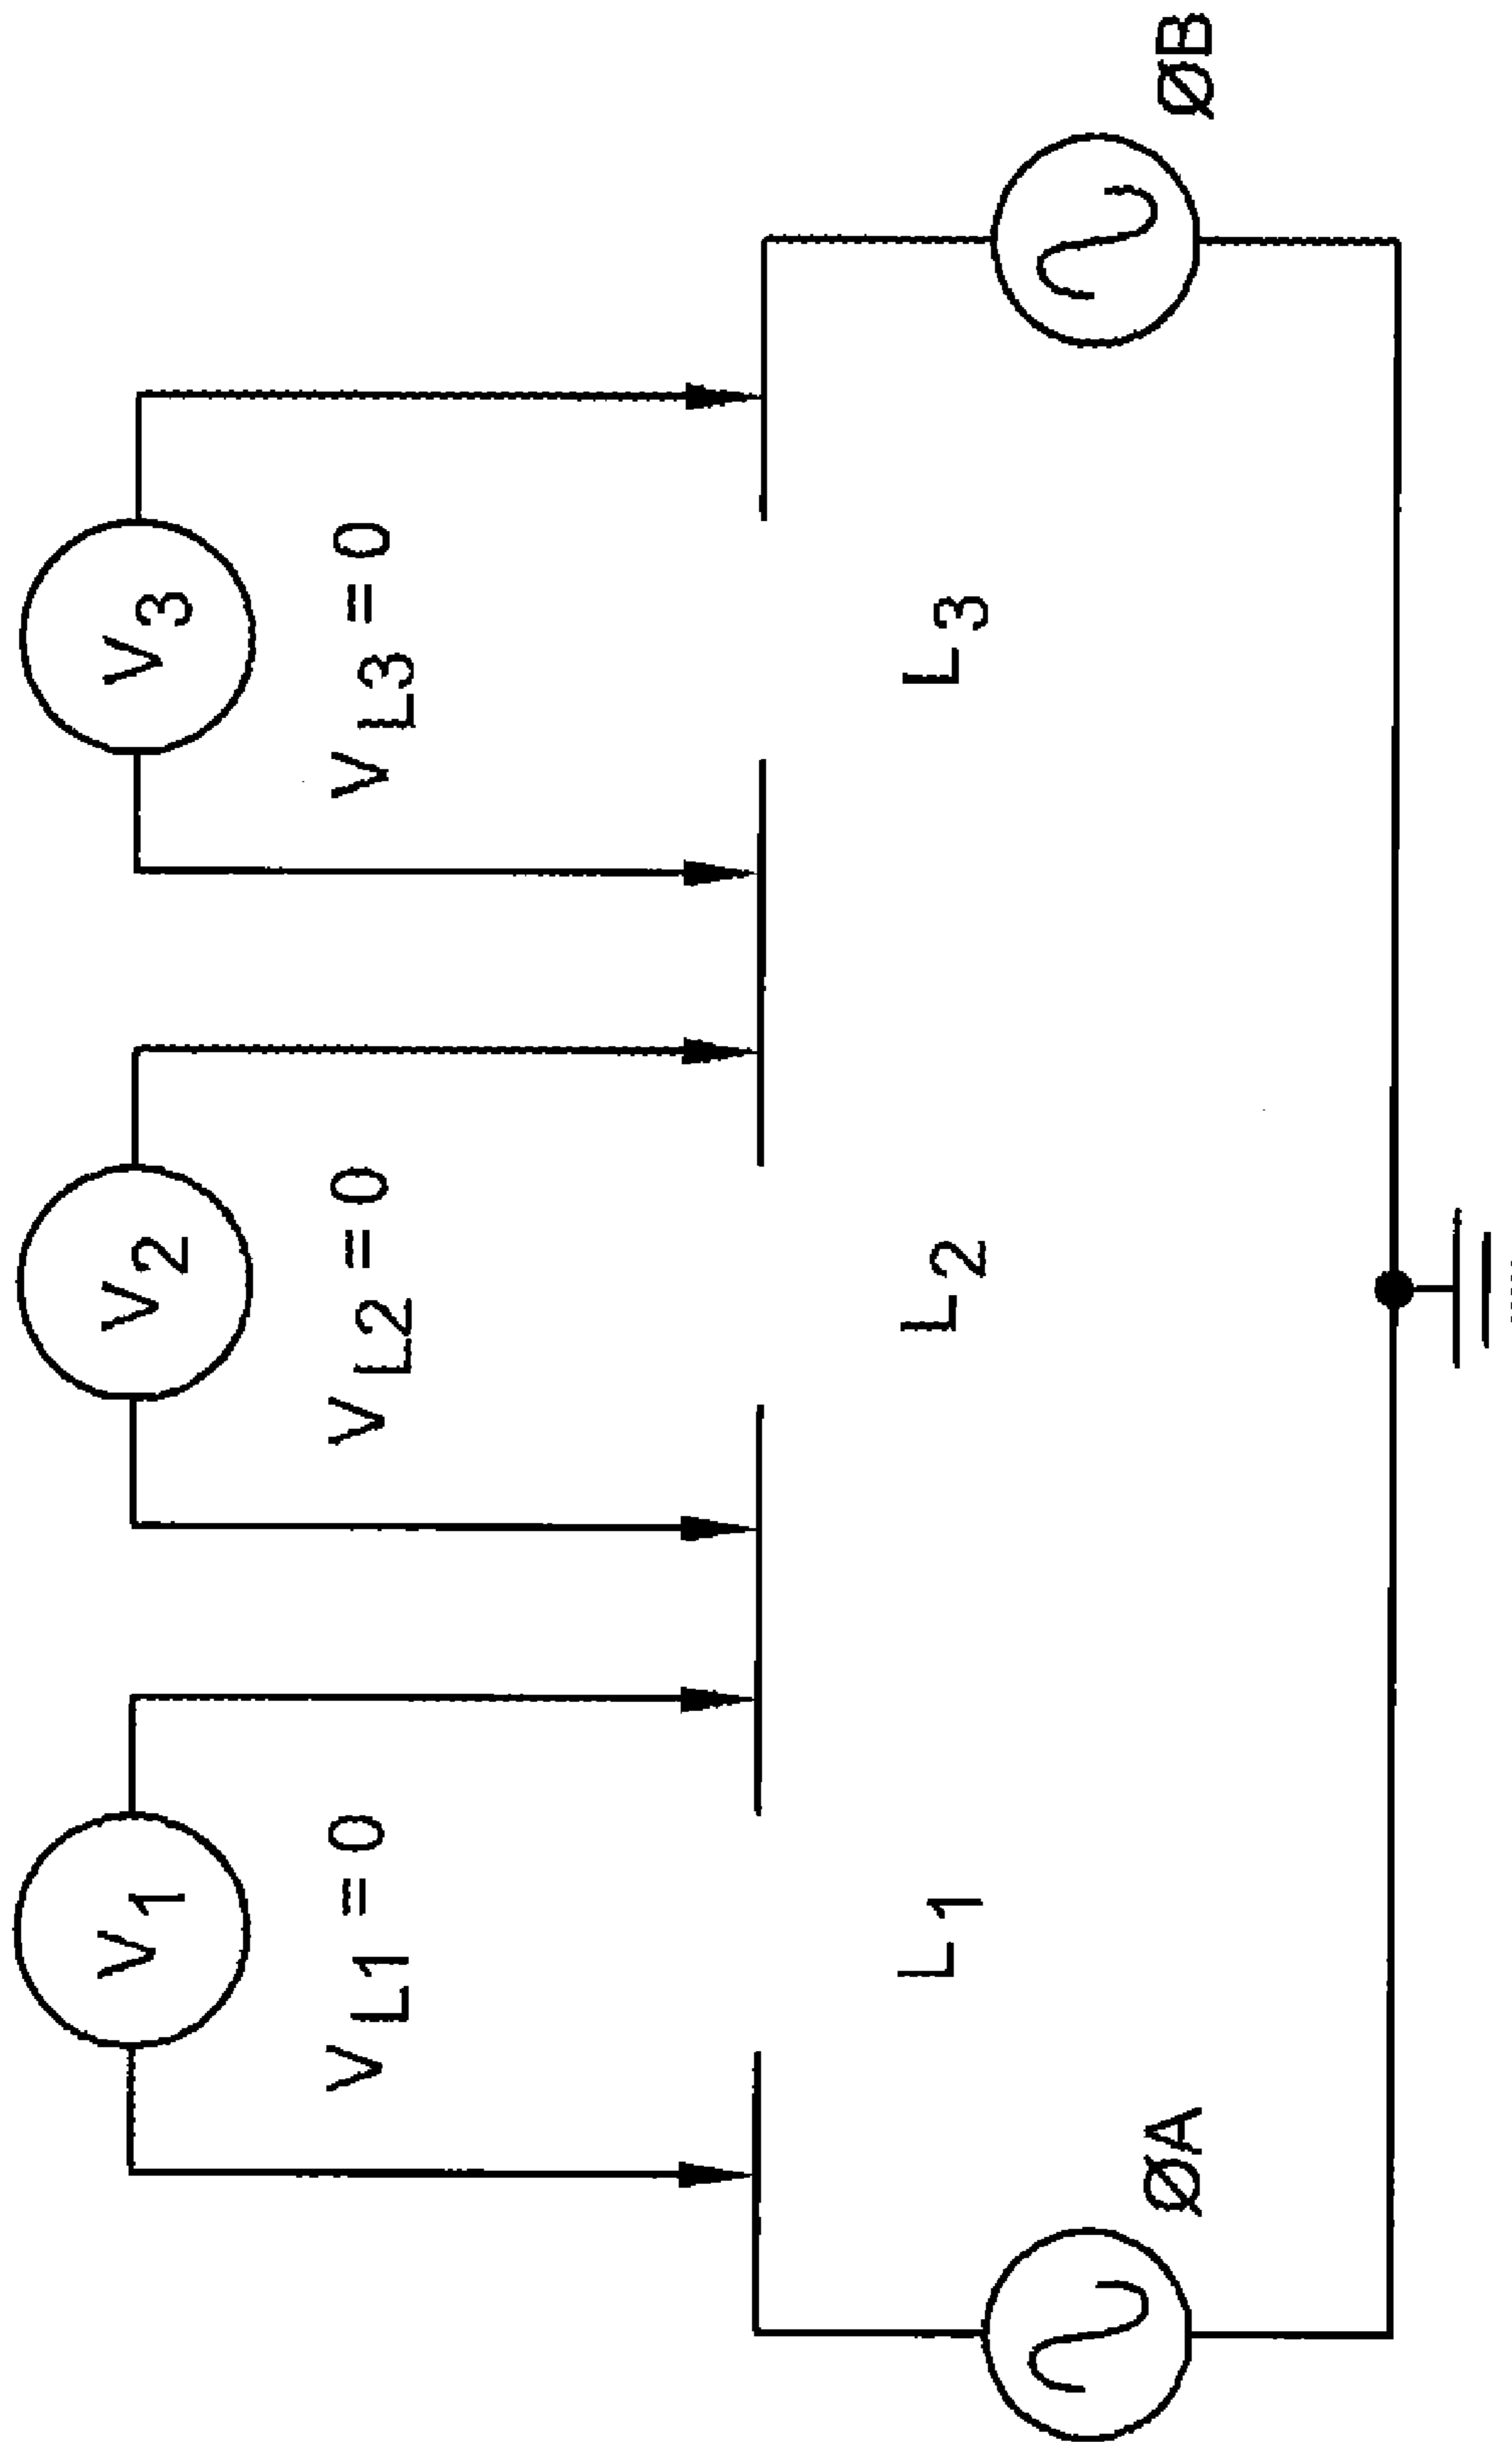 V1 V2 V3
VL1 = 0 VL2 = 0 VL3 = 0
L1 L2 L3
ØA ØB